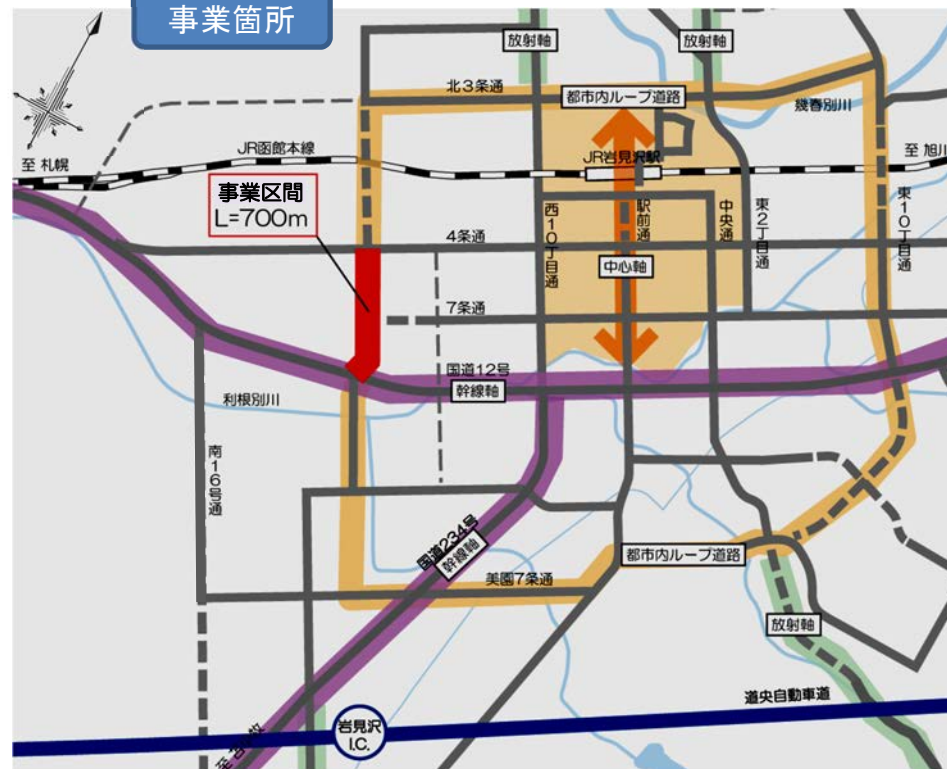 事業箇所
放射軸
放射軸
北3条通
都市内ループ道路
幾春別川
至 札幌
JR函館本線
JR岩見沢駅
至 旭川
事業区間
L=700m
西10丁目通
駅前通
中央通
東2丁目通
東10丁目通
4条通
中心軸
7条通
国道12号
幹線軸
利根別川
南16号通
国道234号
幹線軸
都市内ループ道路
美園7条通
放射軸
道央自動車道
岩見沢
I.C.